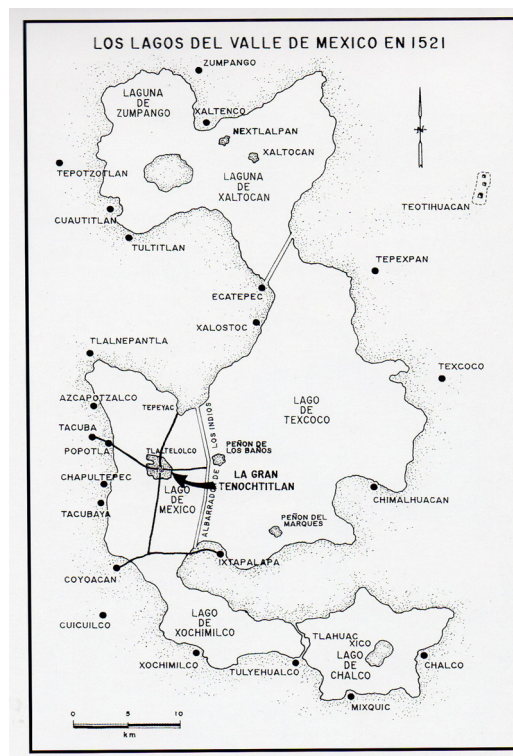 LOS LAGOS DEL VALLE DE MEXICO EN 1521
ZUMPANGO
LAGUNA
DE
ZUMPANGO
XALTENCO
NEXTLALPAN
XALTOCAN
LAGUNA
DE
XALTOCAN
TEPOTZOTLAN
N
TEOTIHUACAN
CUAUTITLAN
TULTITLAN
TEPEXPAN
ECATEPEC
XALOSTOC
TLALNEPANTLA
TEXCOCO
AZCAPOTZALCO
TEPEYAC
LAGO
DE
TEXCOCO
TACUBA
POPOTLA
TLALTELOLCO
ALBARRADA DE LOS INDIOS
PEÑON DE
LOS BAÑOS
CHAPULTEPEC
LAGO
DE
MEXICO
LA GRAN
TENOCHTITLAN
CHIMALHUACAN
TACUBAYA
PEÑON DEL
MARQUES
IXTAPALAPA
COYOACAN
CUICUILCO
LAGO
DE
XOCHIMILCO
TLAHUAC
XICO
LAGO
DE
CHALCO
CHALCO
XOCHIMILCO
TULYEHUALCO
MIXQUIC
0 5 10
km